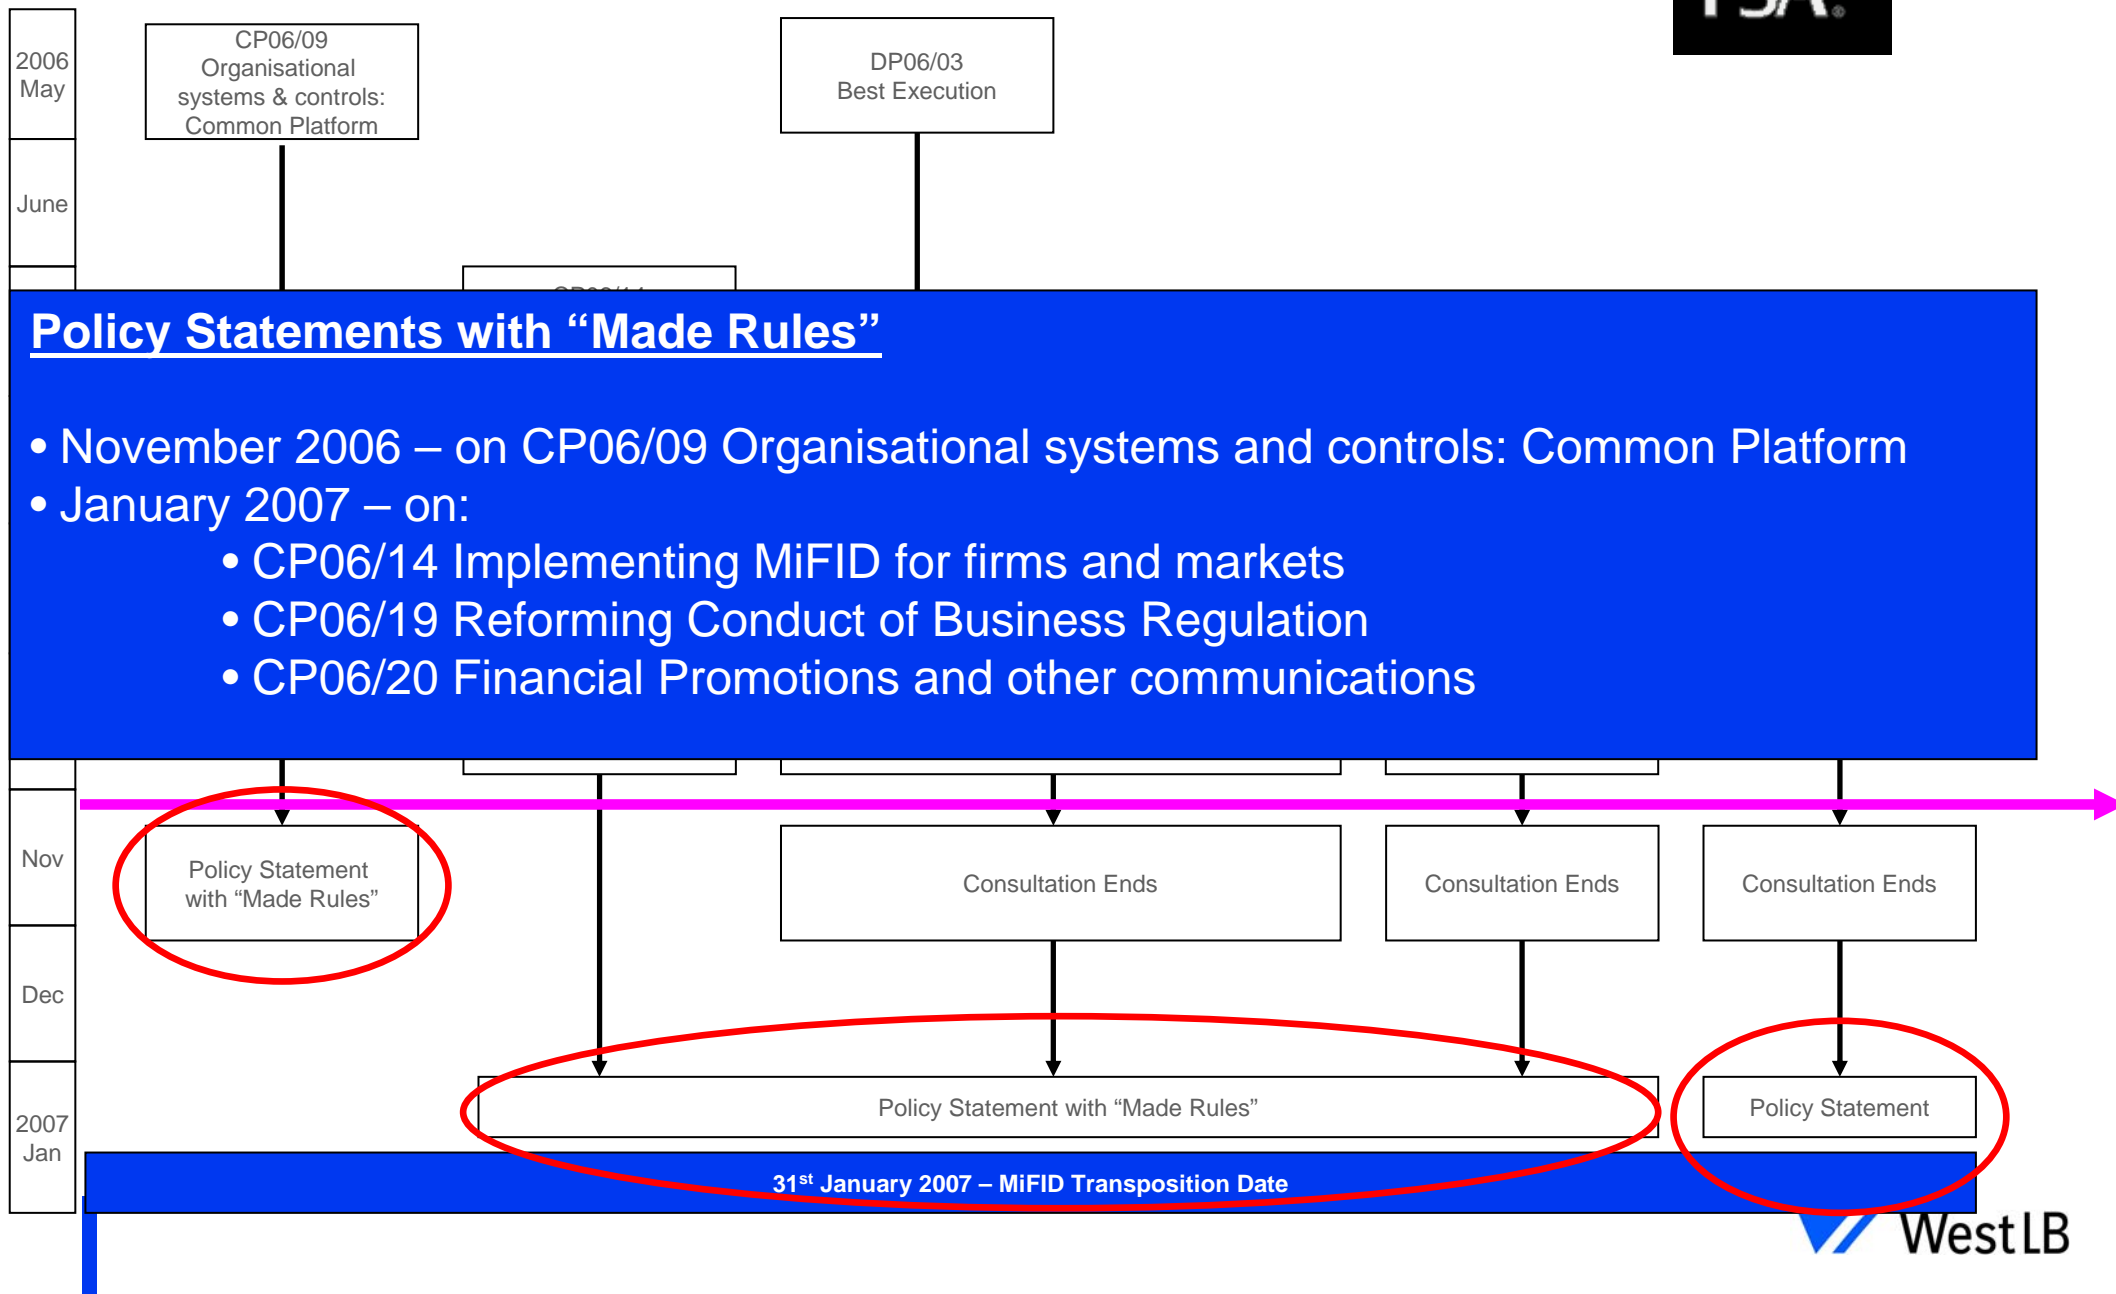 FSA
2006
May
CP06/09
Organisational
systems & controls:
Common Platform
DP06/03
Best Execution
June
Policy Statements with “Made Rules”
• November 2006 – on CP06/09 Organisational systems and controls: Common Platform
• January 2007 – on:
• CP06/14 Implementing MiFID for firms and markets
• CP06/19 Reforming Conduct of Business Regulation
• CP06/20 Financial Promotions and other communications
Nov
Policy Statement
with “Made Rules”
Consultation Ends
Consultation Ends
Consultation Ends
Dec
2007
Jan
Policy Statement with “Made Rules”
Policy Statement
31st January 2007 – MiFID Transposition Date
WestLB